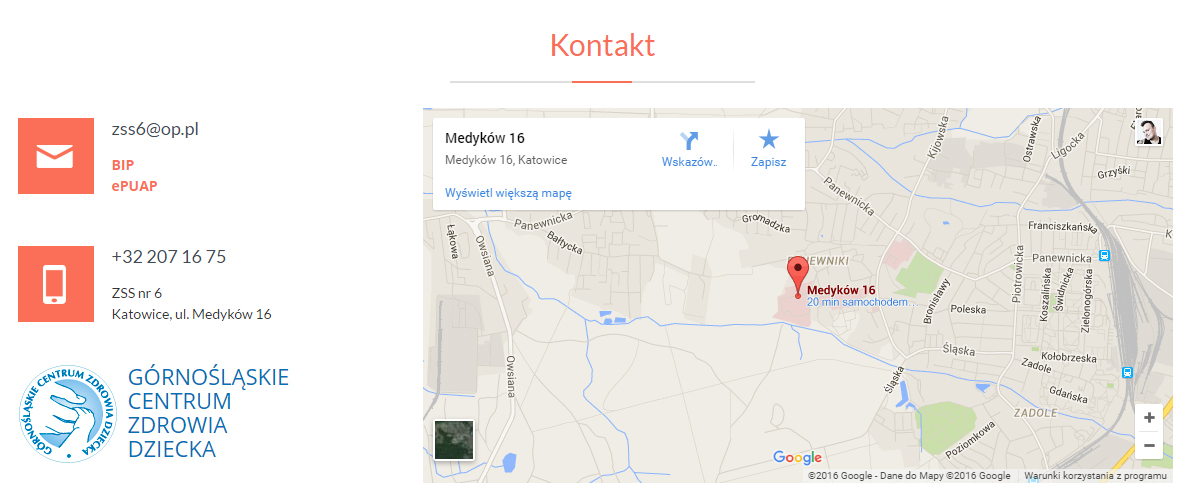 Kontakt
zss6@op.pl
BIP
ePUAP
+32 207 16 75
ZSS nr 6
Katowice, ul. Medyków 16
GÓRNOŚLĄSKIE CENTRUM ZDROWIA DZIECKA
GÓRNOŚLĄSKIE
CENTRUM
ZDROWIA
DZIECKA
Medyków 16
Medyków 16, Katowice
Wskazów..
Zapisz
Wyświetl większą mapę
Kijowska
Ostrawska
Ligocka
Grzyśki
Panewnicka
Franciszkańska
Panewnicka
Gromadzka
Panewnicka
Bałtycka
Łąkowa
Owsiana
Medyków 16
20 min samochodem
Bronisławy
Poleska
Piotrowicka
Koszalińska
Świdnicka
Zielonogórska
Śląska
Kołobrzeska
Śląska
Gdańska
Owsiana
ZADOLE
Poziomkowa
Google
©2016 Google - Dane do Mapy ©2016 Google
Warunki korzystania z programu